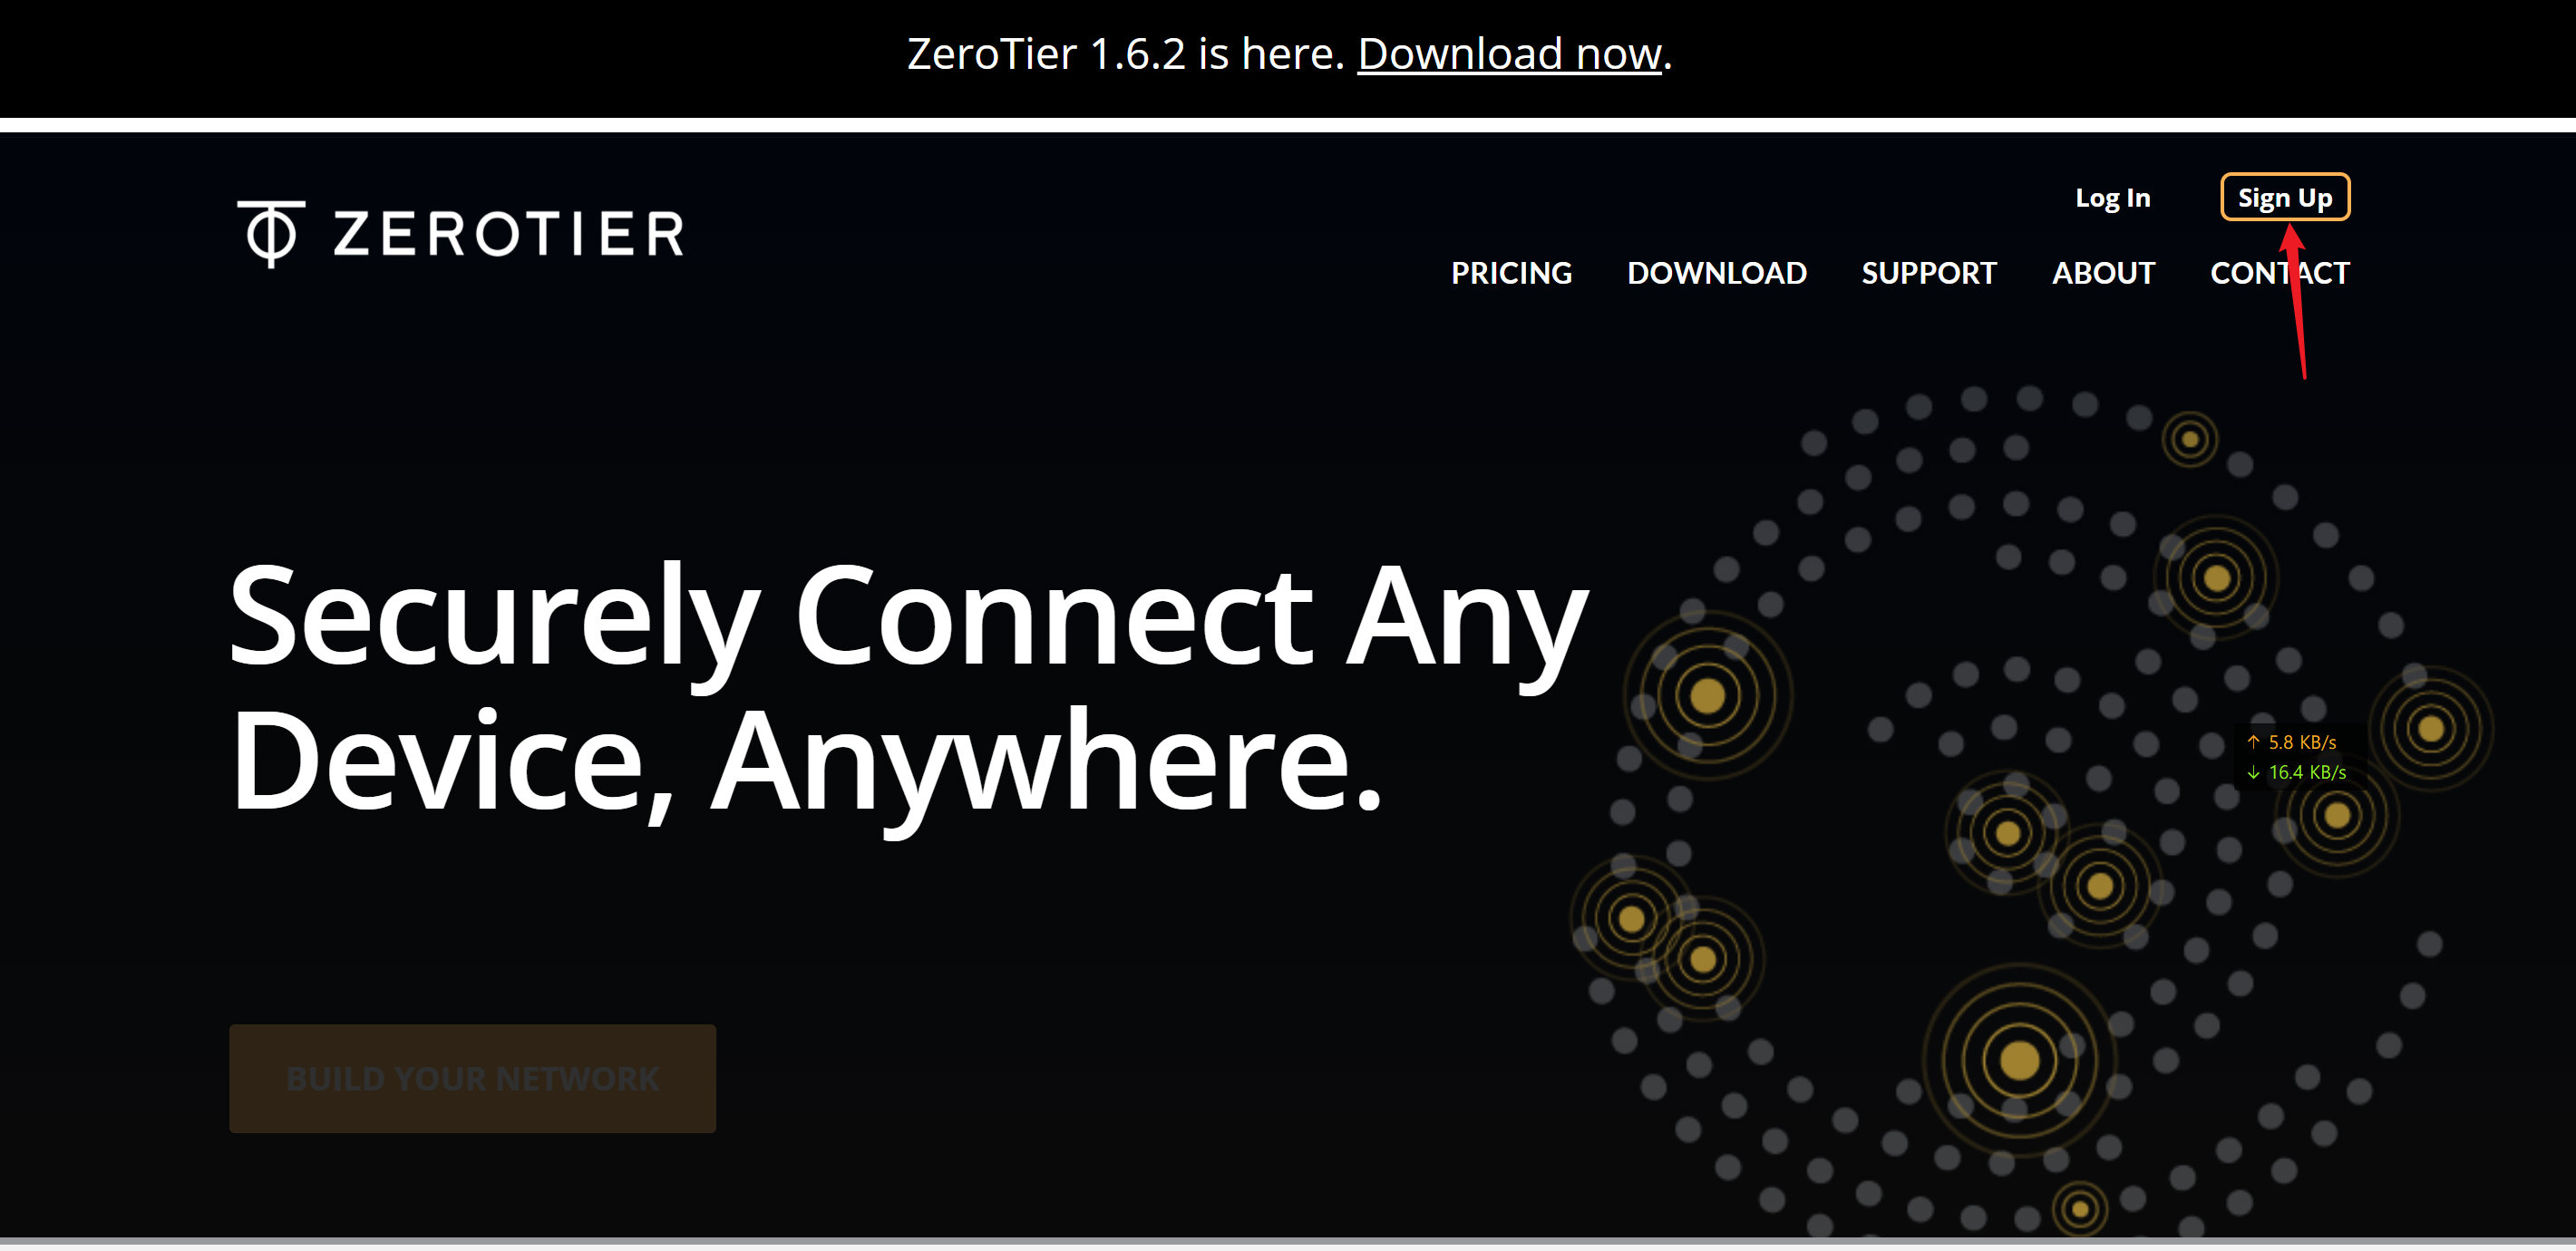 ZeroTier 1.6.2 is here. Download now.
ZEROTIER
Log In
Sign Up
PRICING
DOWNLOAD
SUPPORT
ABOUT
CONTACT
Securely Connect Any
Device, Anywhere.
↑ 5.8 KB/s
↓ 16.4 KB/s
BUILD YOUR NETWORK